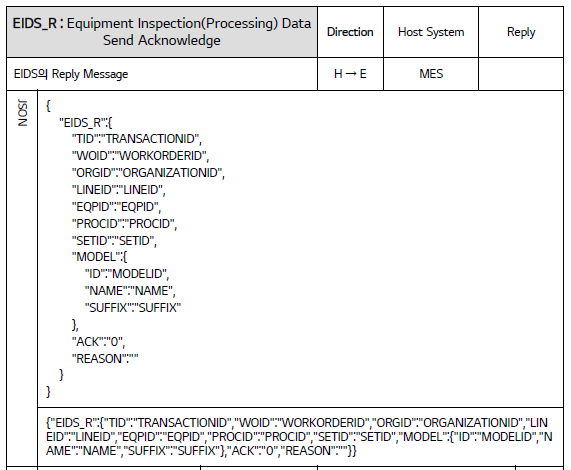 EIDS_R : Equipment Inspection(Processing) Data
Send Acknowledge
Direction
Host System
Reply
EIDS의 Reply Message
H → E
MES
JSON
{
"EIDS_R":{
"TID":"TRANSACTIONID",
"WOID":"WORKORDERID",
"ORGID":"ORGANIZATIONID",
"LINEID":"LINEID",
"EQPID":"EQPID",
"PROCID":"PROCID",
"SETID":"SETID",
"MODEL":{
"ID":"MODELID",
"NAME":"NAME",
"SUFFIX":"SUFFIX"
},
"ACK":"0",
"REASON":""
}
}
{"EIDS_R":{"TID":"TRANSACTIONID","WOID":"WORKORDERID","ORGID":"ORGANIZATIONID","LIN
EID":"LINEID","EQPID":"EQPID","PROCID":"PROCID","SETID":"SETID","MODEL":{"ID":"MODELID","N
AME":"NAME","SUFFIX":"SUFFIX"},"ACK":"0","REASON":""}}